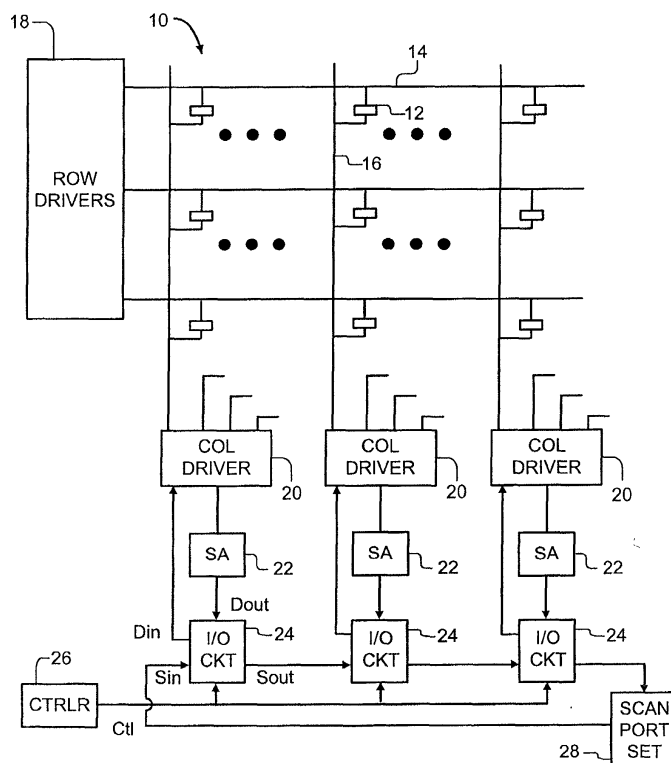 18
10
14
12
16
ROW
DRIVERS
COL
DRIVER
20
COL
DRIVER
20
COL
DRIVER
20
SA
22
SA
22
SA
22
Dout
Din
I/O
CKT
24
I/O
CKT
24
I/O
CKT
24
Sin
Sout
26
CTRLR
Ctl
SCAN
PORT
SET
28